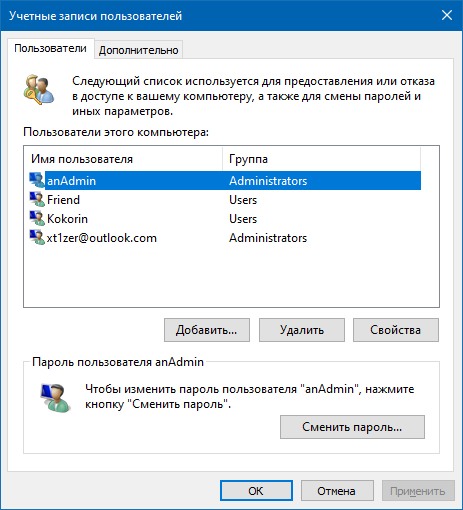 Учетные записи пользователей
Пользователи Дополнительно
Следующий список используется для предоставления или отказа
в доступе к вашему компьютеру, а также для смены паролей и
иных параметров.
Пользователи этого компьютера:
Имя пользователя Группа
anAdmin Administrators
Friend Users
Kokorin Users
xt1zer@outlook.com Administrators
Добавить... Удалить Свойства
Пароль пользователя anAdmin
Чтобы изменить пароль пользователя "anAdmin", нажмите
кнопку "Сменить пароль".
Сменить пароль...
ОК Отмена Применить